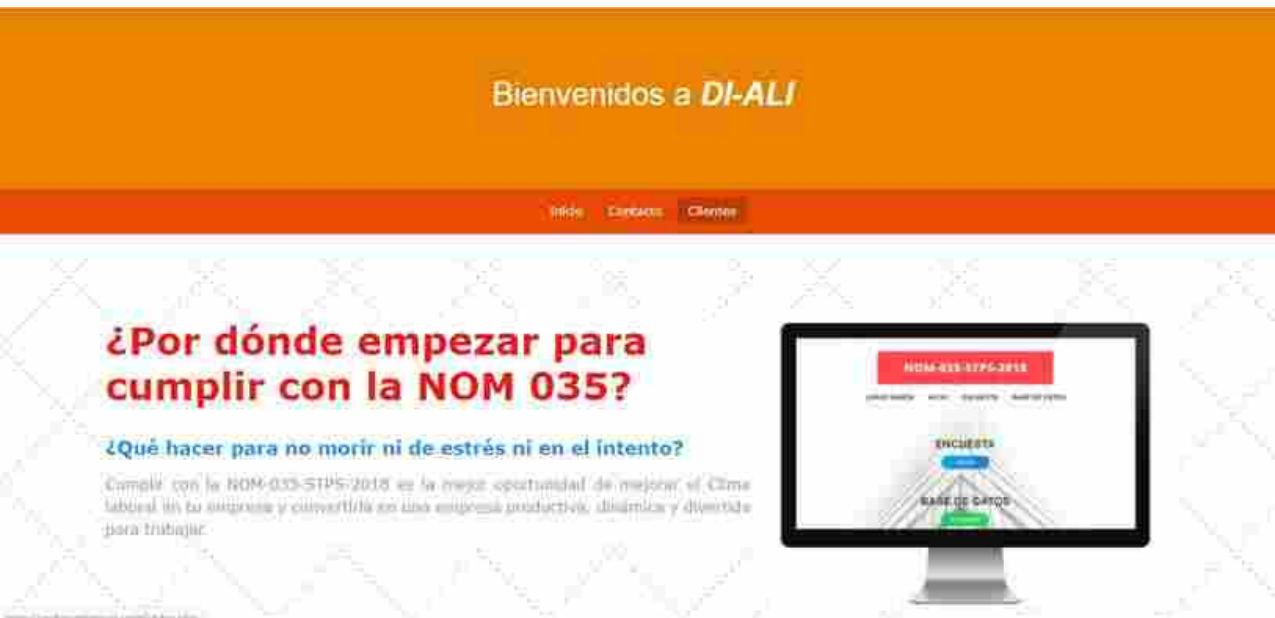 Bienvenidos a DI-ALI
Inicio Contacto Clientes
¿Por dónde empezar para
cumplir con la NOM 035?
¿Qué hacer para no morir ni de estrés ni en el intento?
Cumplir con la NOM-035-STPS-2018 es la mejor oportunidad de mejorar el Clima
laboral en tu empresa y convertirla en una empresa productiva, dinámica y divertida
para trabajar.
NOM-035-STPS-2018
ENCUESTA
BASE DE DATOS